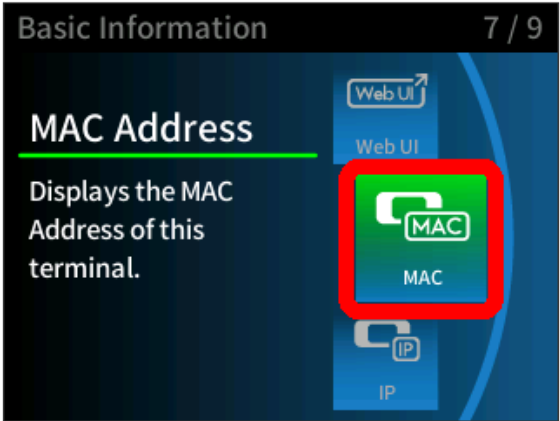 Basic Information 7 / 9
Web UI
Web UI
MAC Address
Displays the MAC
Address of this
terminal.
MAC
MAC
IP
IP